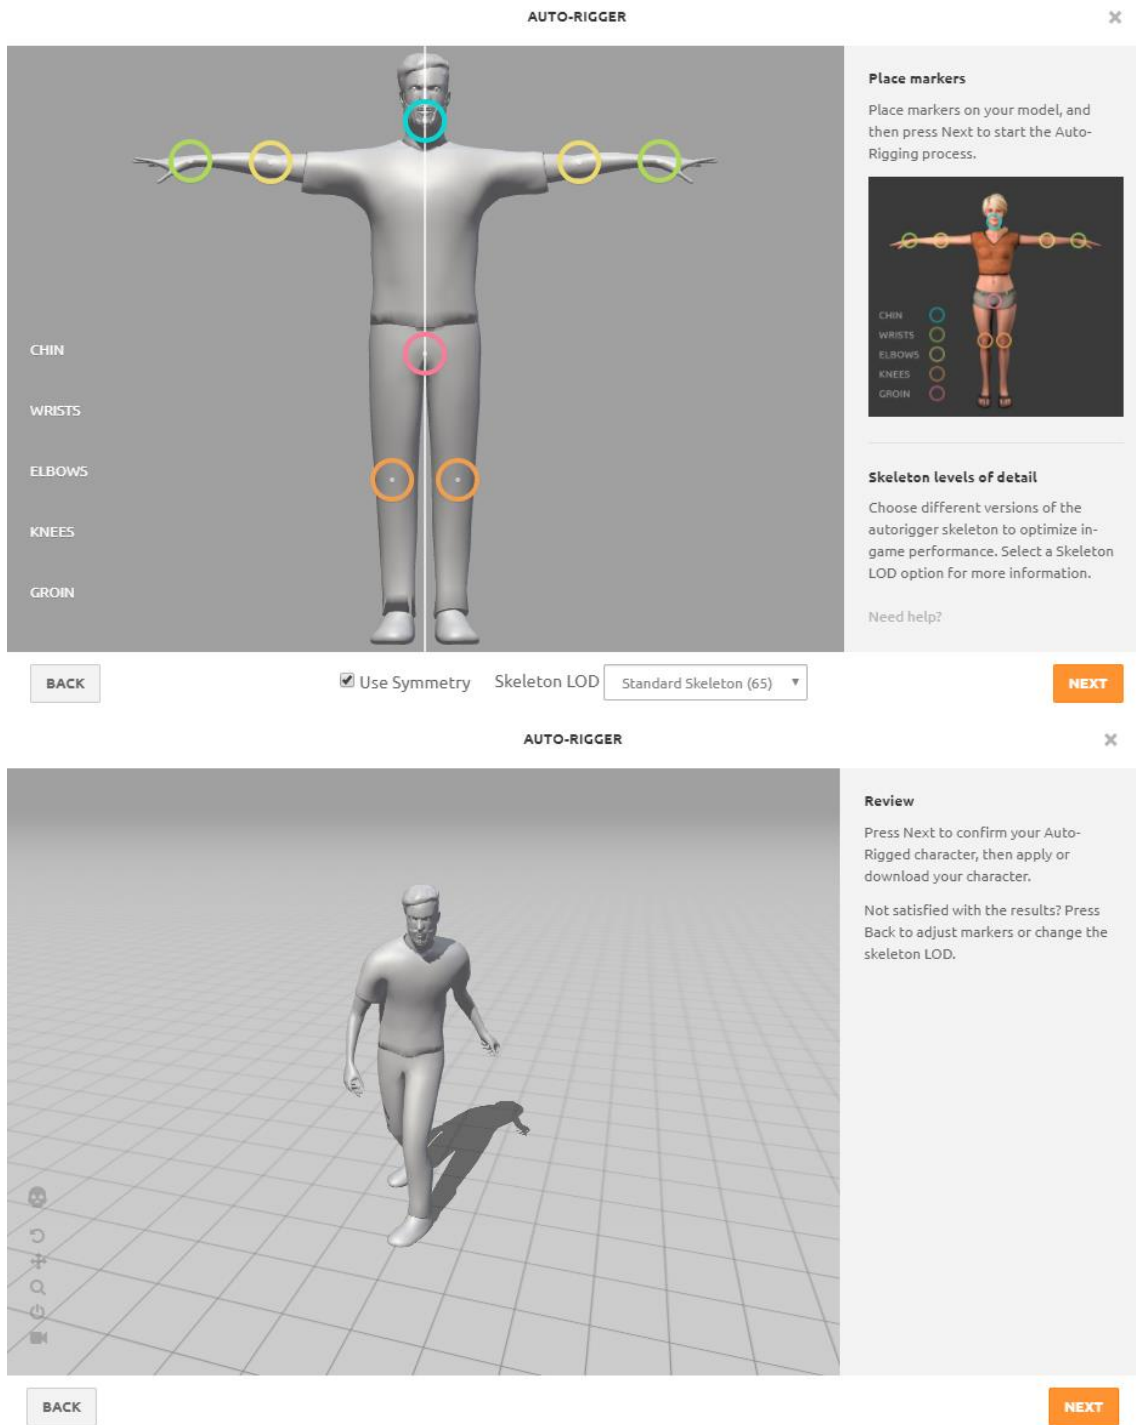 AUTO-RIGGER
Place markers
Place markers on your model, and
then press Next to start the Auto-
Rigging process.
CHIN
WRISTS
ELBOWS
KNEES
GROIN
CHIN
WRISTS
ELBOWS
KNEES
GROIN
Skeleton levels of detail
Choose different versions of the
autorigger skeleton to optimize in-
game performance. Select a Skeleton
LOD option for more information.
Need help?
BACK
Use Symmetry
Skeleton LOD
Standard Skeleton (65)
NEXT
AUTO-RIGGER
Review
Press Next to confirm your Auto-
Rigged character, then apply or
download your character.
Not satisfied with the results? Press
Back to adjust markers or change the
skeleton LOD.
BACK
NEXT